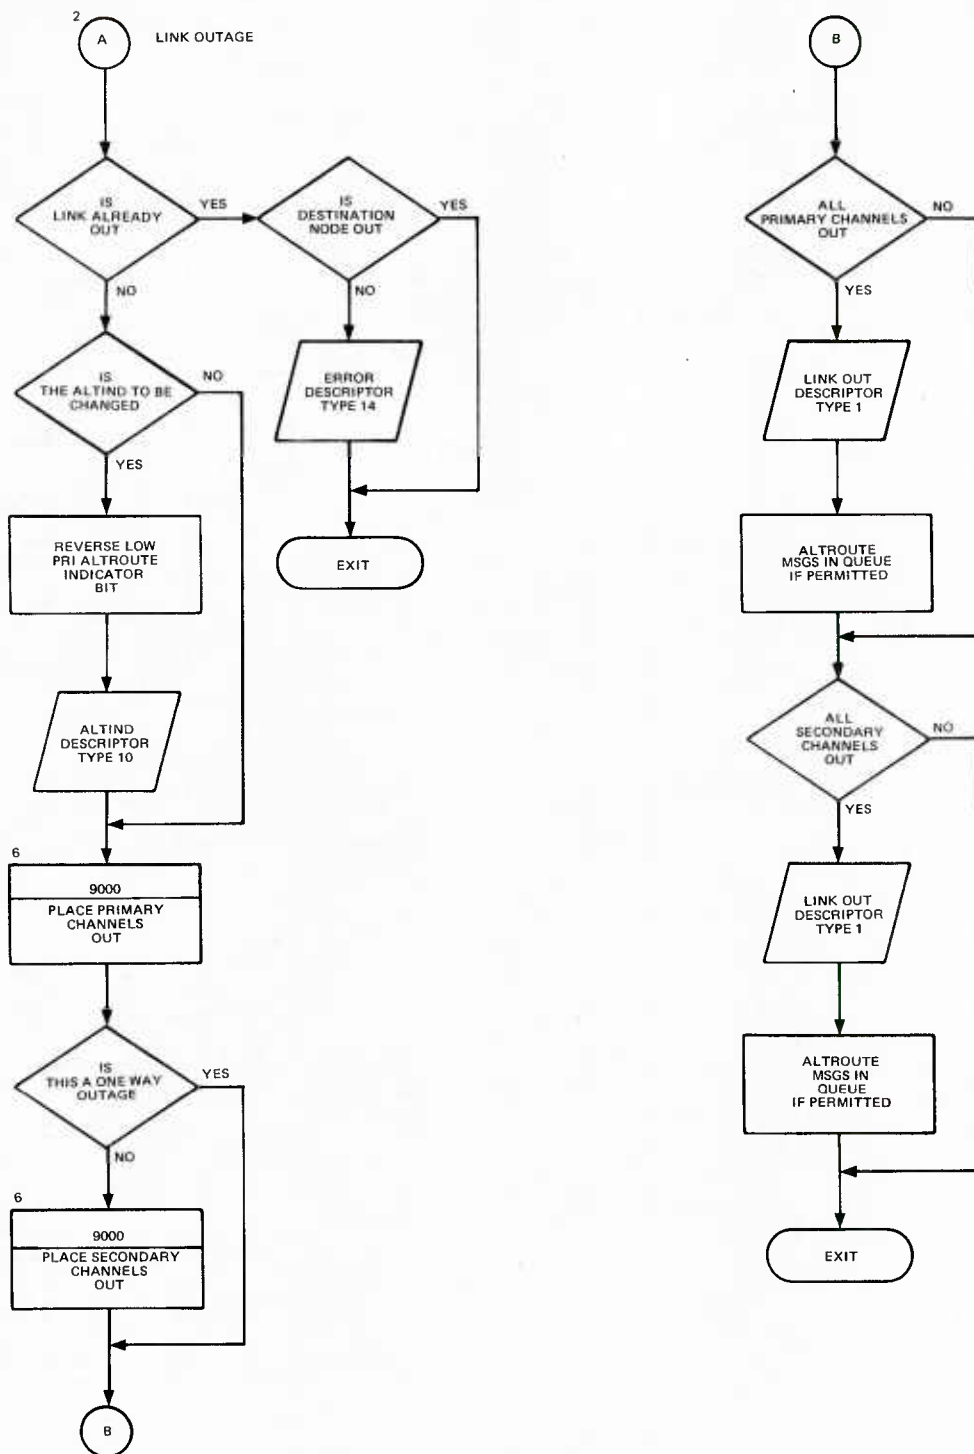 2
A
LINK OUTAGE
IS
LINK ALREADY
OUT
YES
NO
IS
DESTINATION
NODE OUT
YES
NO
ERROR
DESCRIPTOR
TYPE 14
EXIT
IS
THE ALTIND TO BE
CHANGED
NO
YES
REVERSE LOW
PRI ALTROUTE
INDICATOR
BIT
ALTIND
DESCRIPTOR
TYPE 10
6
9000
PLACE PRIMARY
CHANNELS
OUT
IS
THIS A ONE WAY
OUTAGE
YES
NO
6
9000
PLACE SECONDARY
CHANNELS
OUT
B
B
ALL
PRIMARY CHANNELS
OUT
NO
YES
LINK OUT
DESCRIPTOR
TYPE 1
ALTROUTE
MSGS IN QUEUE
IF PERMITTED
ALL
SECONDARY
CHANNELS
OUT
NO
YES
LINK OUT
DESCRIPTOR
TYPE 1
ALTROUTE
MSGS IN
QUEUE
IF PERMITTED
EXIT